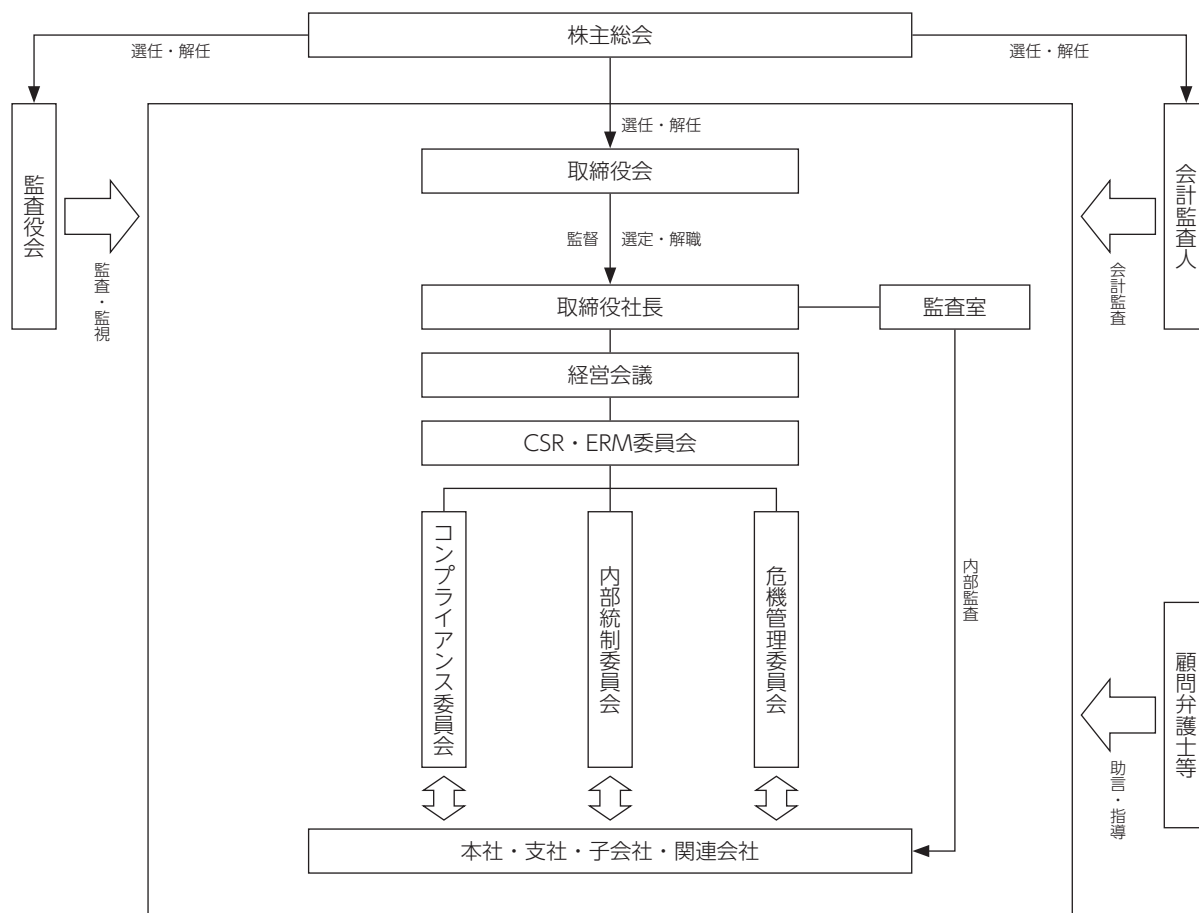 株主総会
選任・解任
選任・解任
選任・解任
監査役会
監査・監視
取締役会
監督
選定・解職
会計監査人
会計監査
取締役社長
監査室
経営会議
CSR・ERM委員会
コンプライアンス委員会
内部統制委員会
危機管理委員会
内部監査
顧問弁護士等
助言・指導
本社・支社・子会社・関連会社